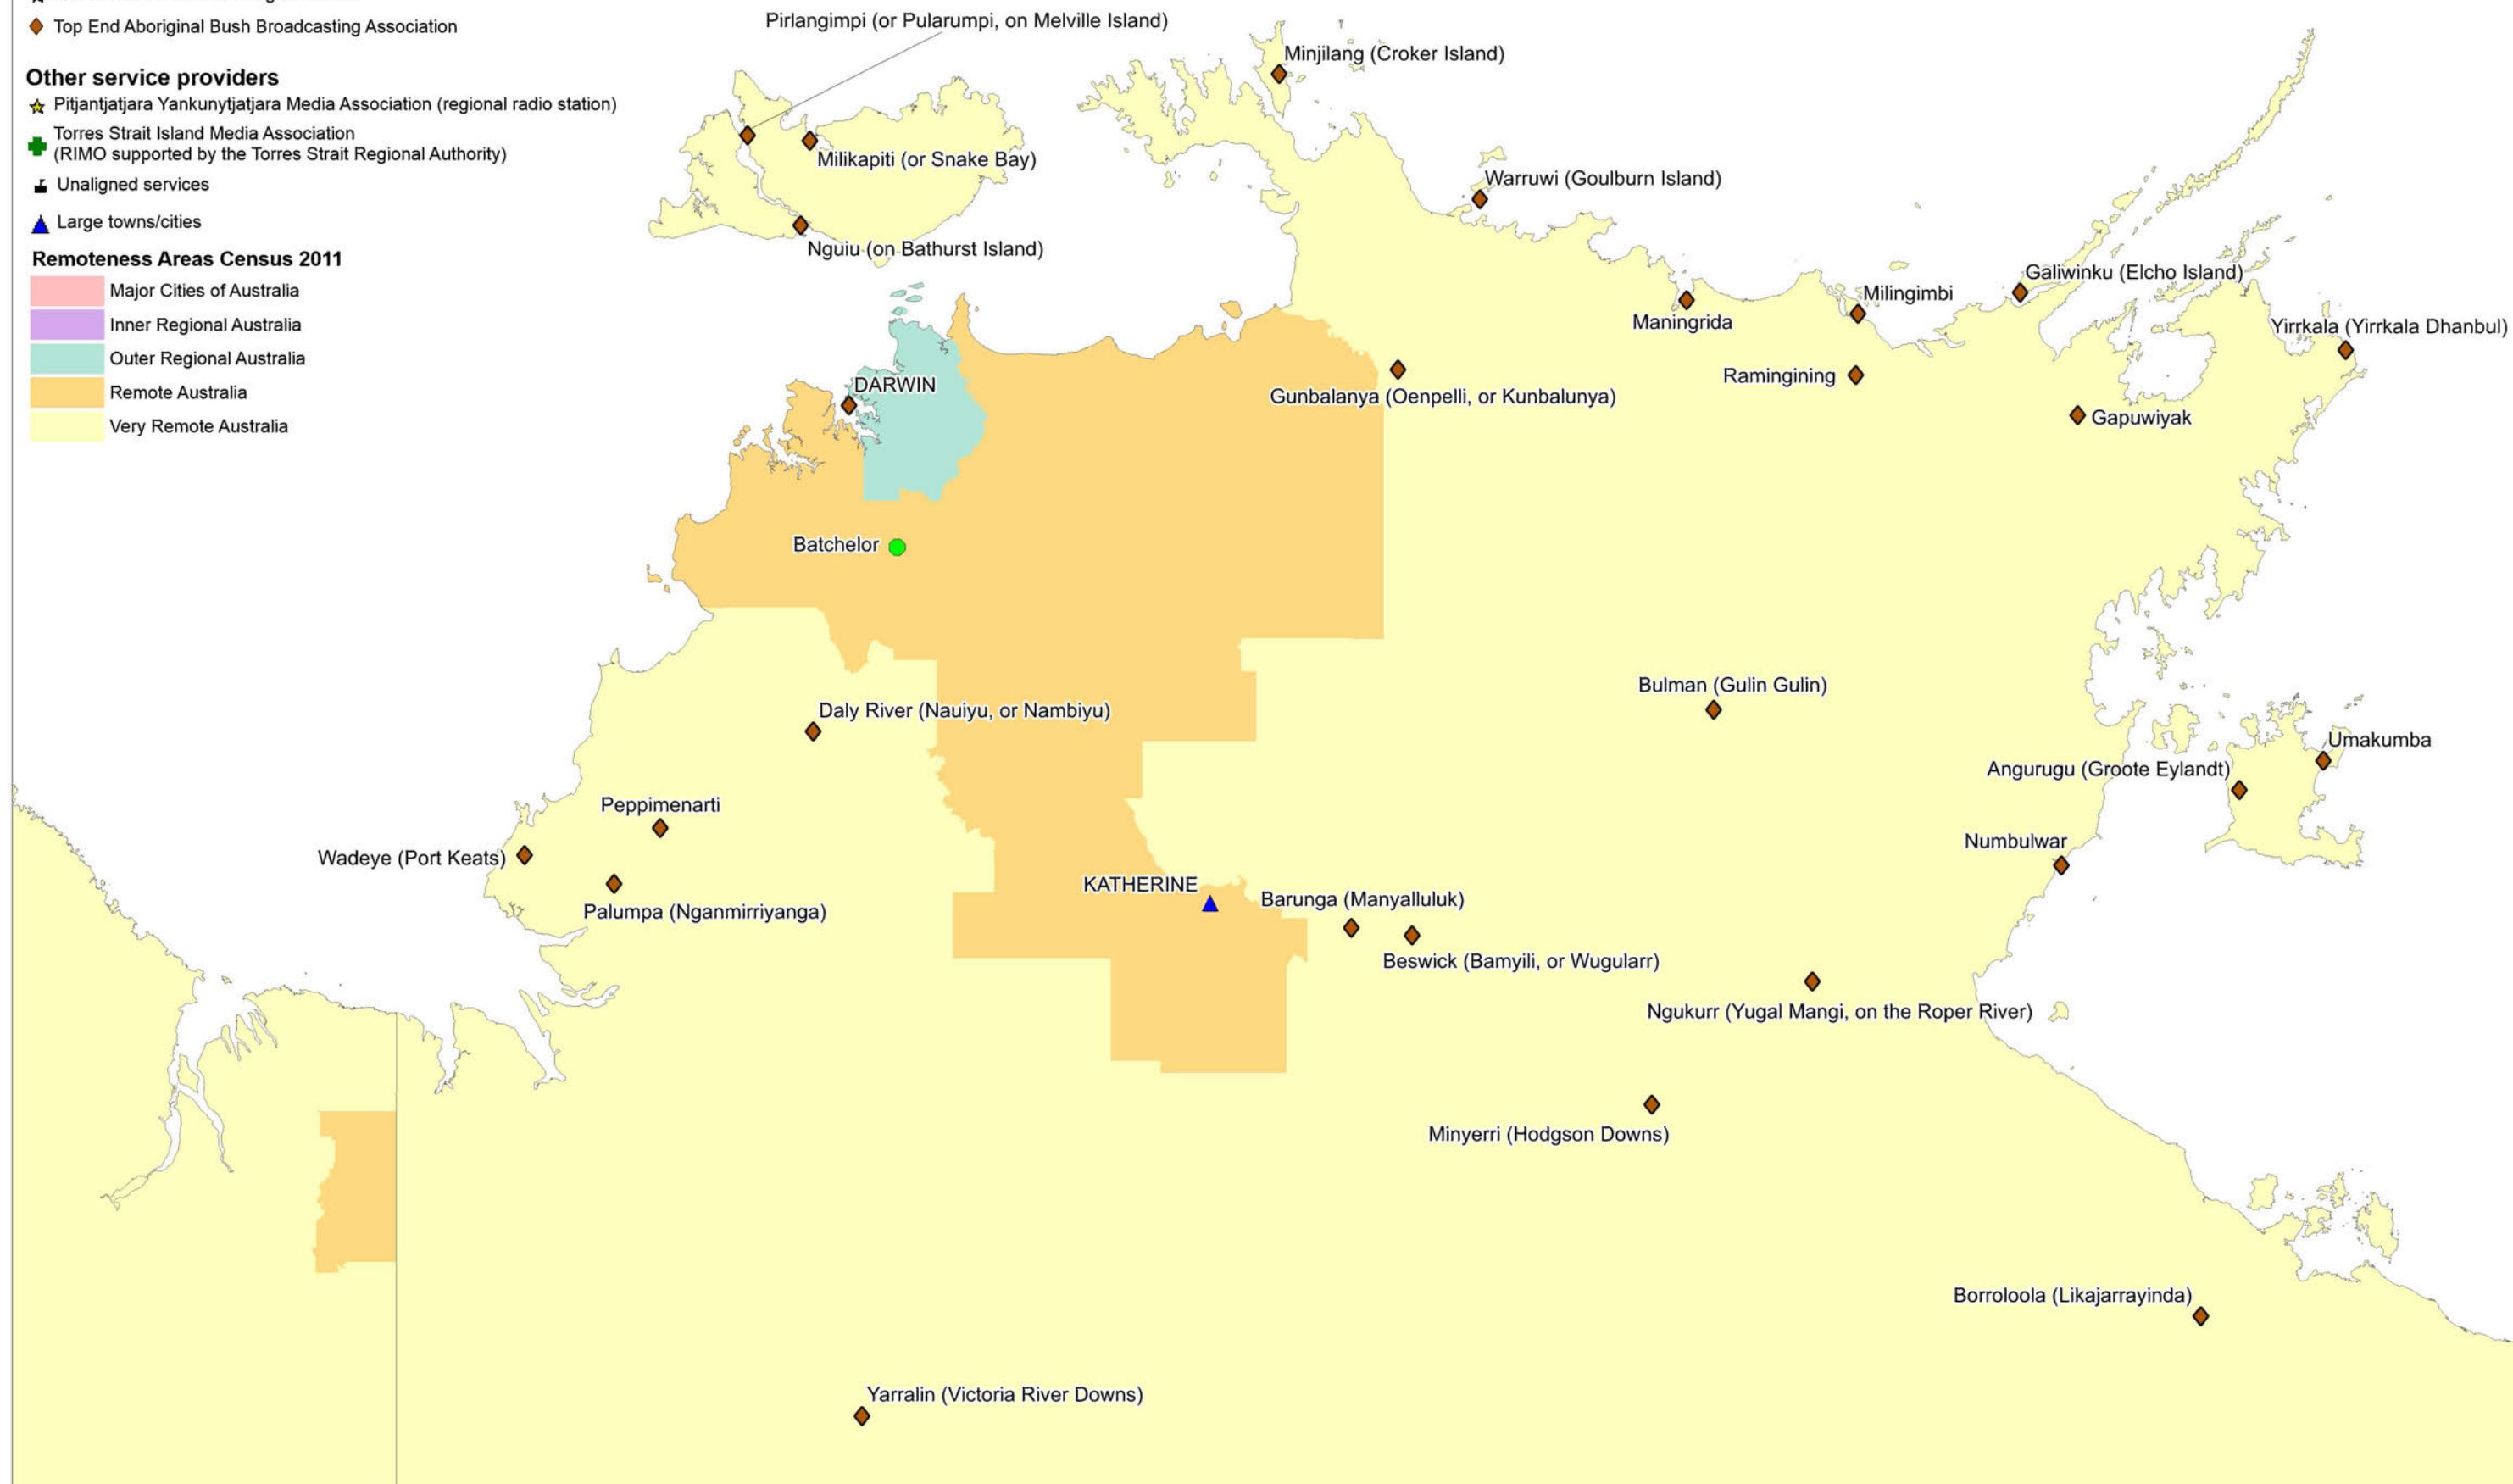 Top End Aboriginal Bush Broadcasting Association
Other service providers
Pitjantjatjara Yankunytjatjara Media Association (regional radio station)
Torres Strait Island Media Association
(RIMO supported by the Torres Strait Regional Authority)
Unaligned services
Large towns/cities
Remoteness Areas Census 2011
Major Cities of Australia
Inner Regional Australia
Outer Regional Australia
Remote Australia
Very Remote Australia
Pirlangimpi (or Pularumpi, on Melville Island)
Minjilang (Croker Island)
Milikapiti (or Snake Bay)
Warruwi (Goulburn Island)
Nguiu (on Bathurst Island)
Galiwinku (Elcho Island)
Milingimbi
Maningrida
Yirrkala (Yirrkala Dhanbul)
Ramingining
DARWIN
Gunbalanya (Oenpelli, or Kunbalunya)
Gapuwiyak
Batchelor
Bulman (Gulin Gulin)
Daly River (Nauiyu, or Nambiyu)
Umakumba
Angurugu (Groote Eylandt)
Peppimenarti
Numbulwar
Wadeye (Port Keats)
KATHERINE
Barunga (Manyalluluk)
Palumpa (Nganmirriyanga)
Beswick (Bamyili, or Wugularr)
Ngukurr (Yugal Mangi, on the Roper River)
Minyerri (Hodgson Downs)
Borroloola (Likajarrayinda)
Yarralin (Victoria River Downs)